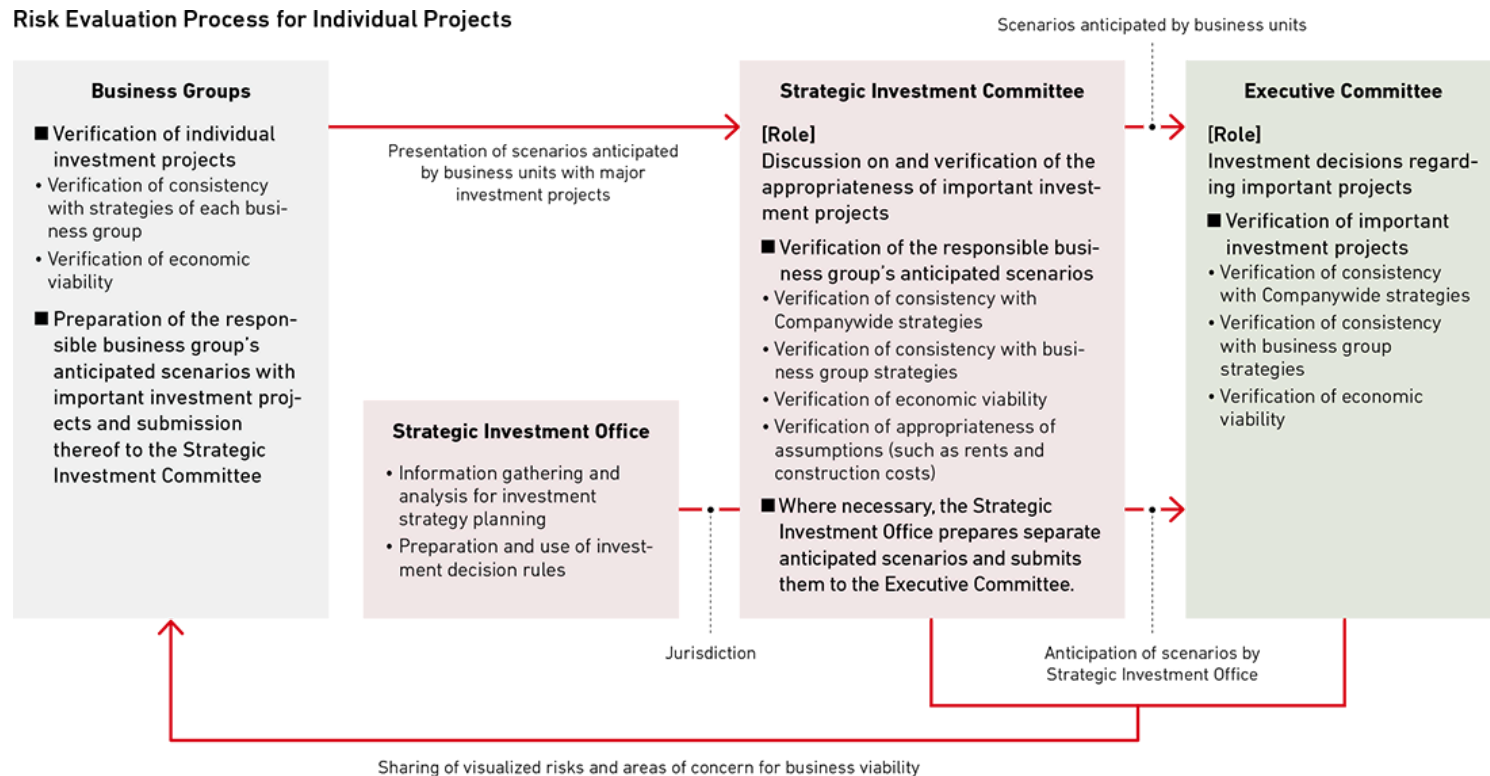 Risk Evaluation Process for Individual Projects
Scenarios anticipated by business units
Business Groups
■ Verification of individual
investment projects
• Verification of consistency
with strategies of each busi-
ness group
• Verification of economic
viability
■ Preparation of the respon-
sible business group's
anticipated scenarios with
important investment proj-
ects and submission
thereof to the Strategic
Investment Committee
Presentation of scenarios anticipated
by business units with major
investment projects
Strategic Investment Office
• Information gathering and
analysis for investment
strategy planning
• Preparation and use of invest-
ment decision rules
Jurisdiction
Strategic Investment Committee
[Role]
Discussion on and verification of the
appropriateness of important invest-
ment projects
■ Verification of the responsible busi-
ness group's anticipated scenarios
• Verification of consistency with
Companywide strategies
• Verification of consistency with busi-
ness group strategies
• Verification of economic viability
• Verification of appropriateness of
assumptions (such as rents and
construction costs)
■ Where necessary, the Strategic
Investment Office prepares separate
anticipated scenarios and submits
them to the Executive Committee.
Executive Committee
[Role]
Investment decisions regard-
ing important projects
■ Verification of important
investment projects
• Verification of consistency
with Companywide strategies
• Verification of consistency
with business group
strategies
• Verification of economic
viability
Anticipation of scenarios by
Strategic Investment Office
Sharing of visualized risks and areas of concern for business viability